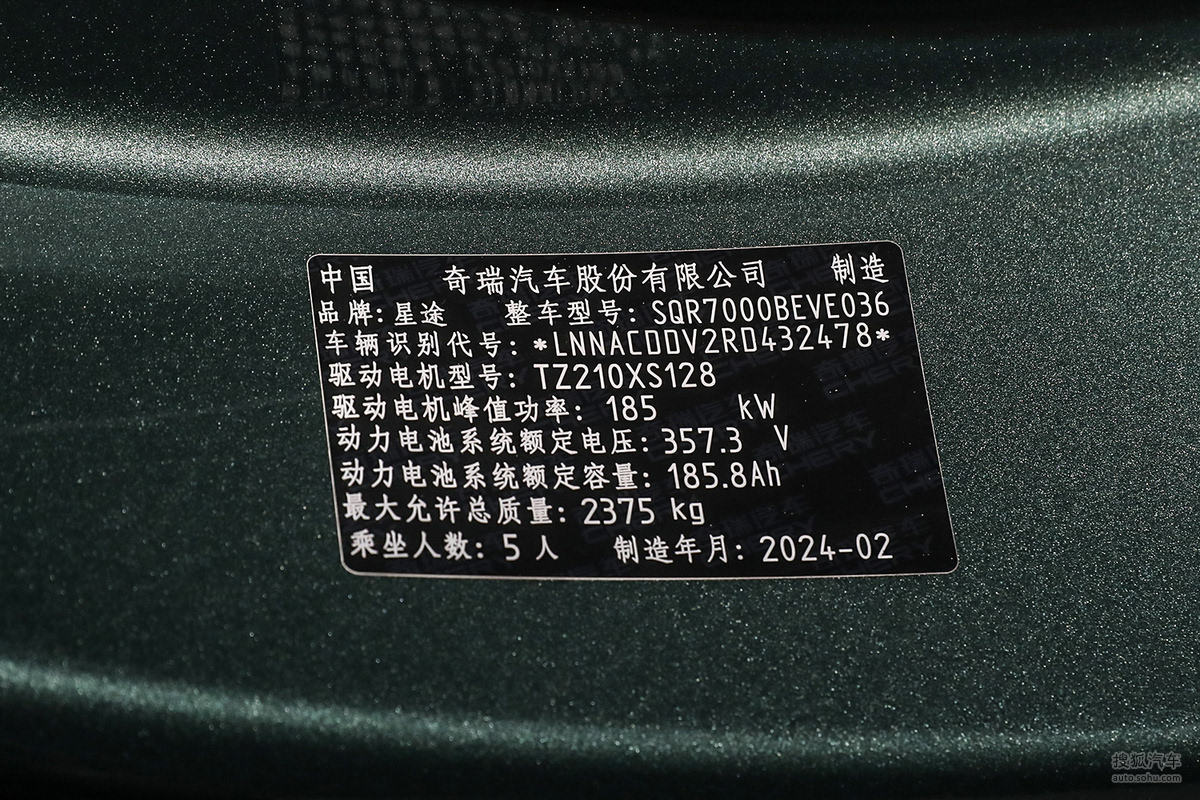 中国 奇瑞汽车股份有限公司 制造
品牌: 星途 整车型号: SQR7000BEVE036
车辆识别代号: *LNNACDDV2RD432478*
驱动电机型号: TZ210XS128
驱动电机峰值功率: 185 kW
动力电池系统额定电压: 357.3 V
动力电池系统额定容量: 185.8Ah
最大允许总质量: 2375 kg
乘坐人数: 5 人 制造年月: 2024-02
搜狐汽车
auto.sohu.com